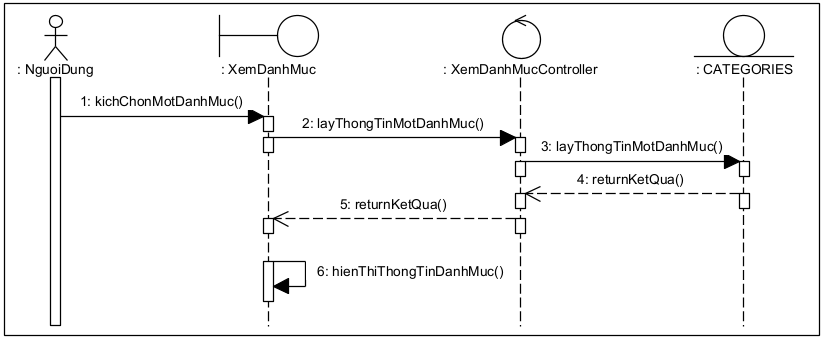 : NguoiDung
: XemDanhMuc
: XemDanhMucController
: CATEGORIES
1: kichChonMotDanhMuc()
2: layThongTinMotDanhMuc()
3: layThongTinMotDanhMuc()
4: returnKetQua()
5: returnKetQua()
6: hienThiThongTinDanhMuc()